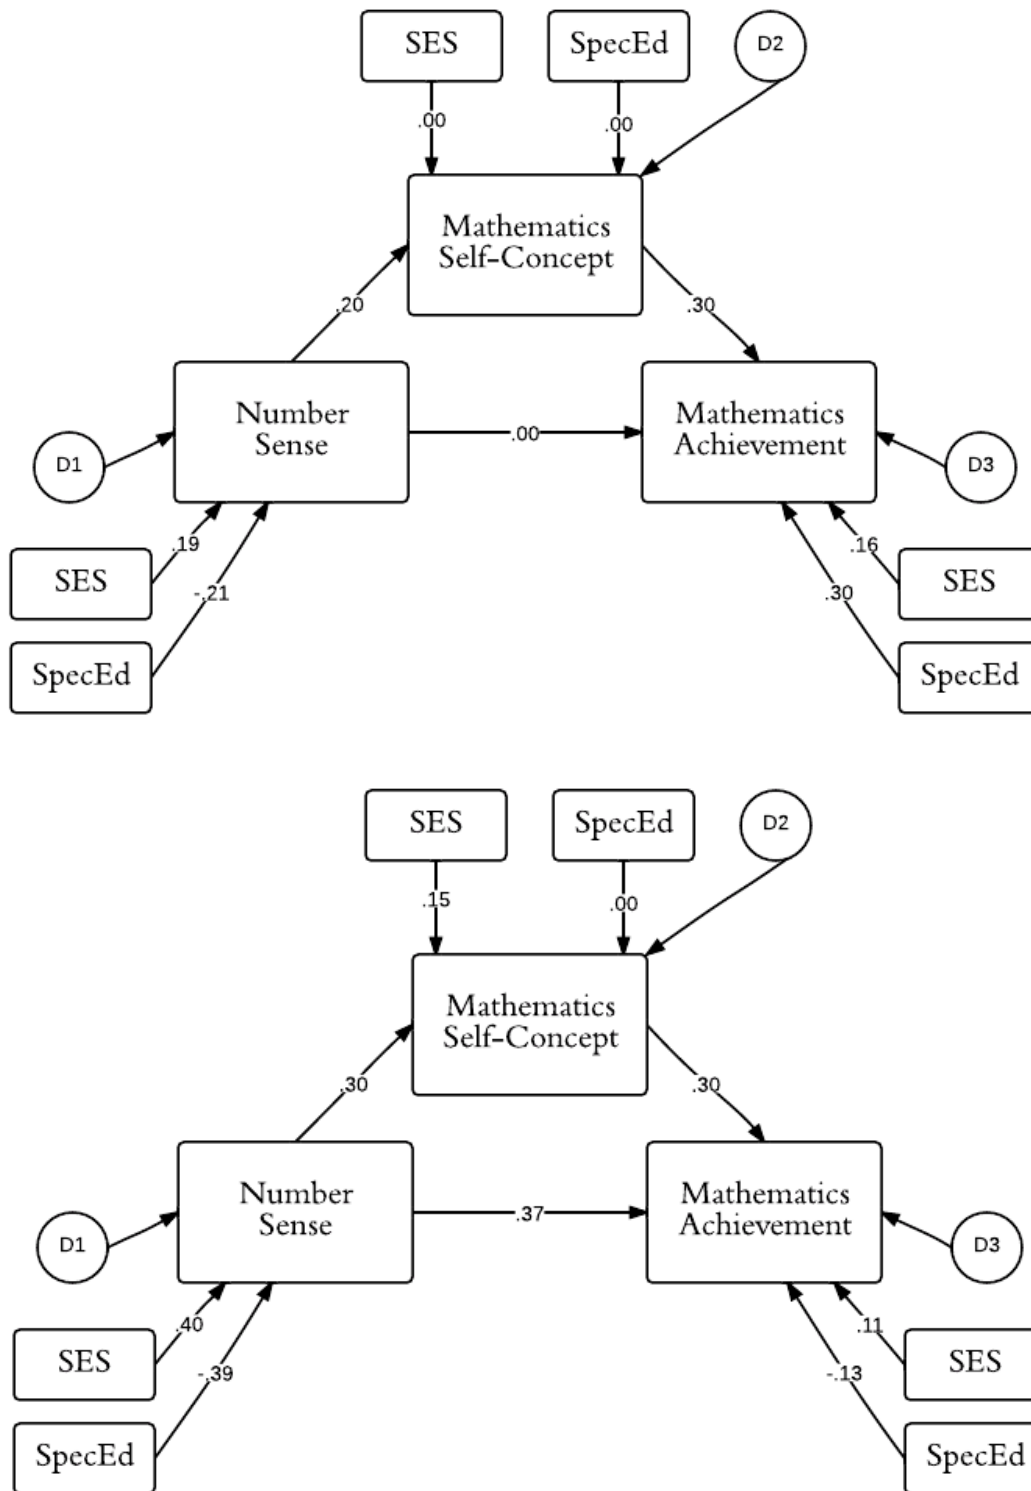 SES
SpecEd
D2
.00
.00
Mathematics
Self-Concept
.20
.30
Number
Sense
.00
Mathematics
Achievement
D1
D3
.19
.16
SES
-.21
.30
SES
SpecEd
SpecEd
SES
SpecEd
D2
.15
.00
Mathematics
Self-Concept
.30
.30
Number
Sense
.37
Mathematics
Achievement
D1
D3
.40
.11
SES
-.39
-.13
SES
SpecEd
SpecEd